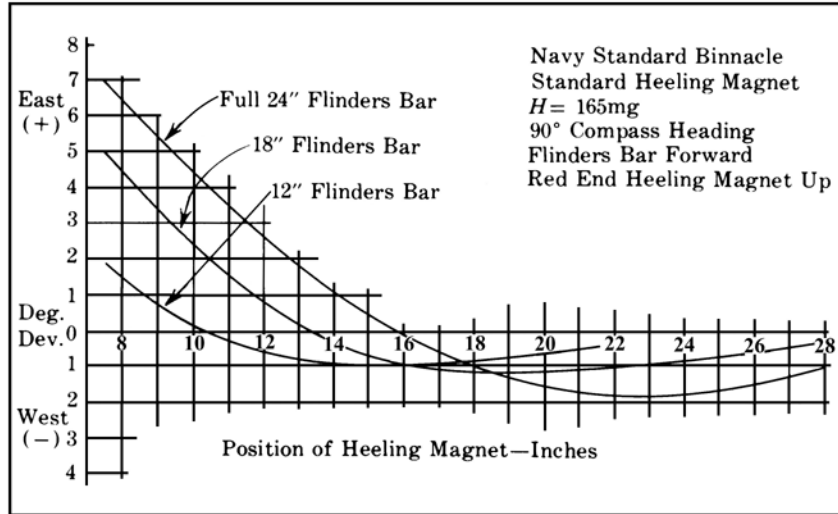 8
7
East
(+)
6
5
4
3
2
1
Deg.
Dev.
0
1
2
West
(−)
3
4
8 10 12 14 16 18 20 22 24 26 28
Full 24" Flinders Bar
18" Flinders Bar
12" Flinders Bar
Navy Standard Binnacle
Standard Heeling Magnet
H= 165mg
90° Compass Heading
Flinders Bar Forward
Red End Heeling Magnet Up
Position of Heeling Magnet—Inches